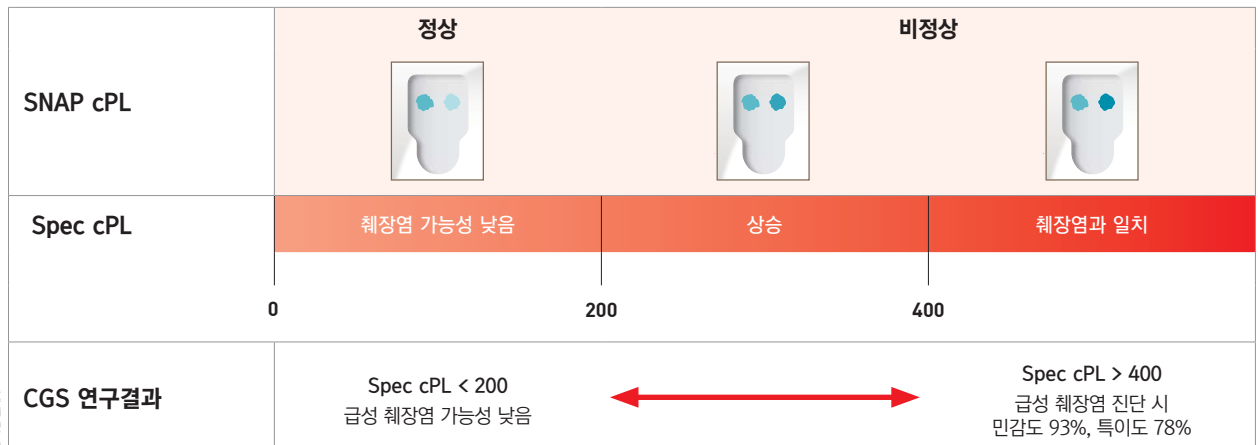 정상
비정상
SNAP cPL
Spec cPL
췌장염 가능성 낮음
상승
췌장염과 일치
0
200
400
CGS 연구결과
Spec cPL < 200
급성 췌장염 가능성 낮음
Spec cPL > 400
급성 췌장염 진단 시
민감도 93%, 특이도 78%